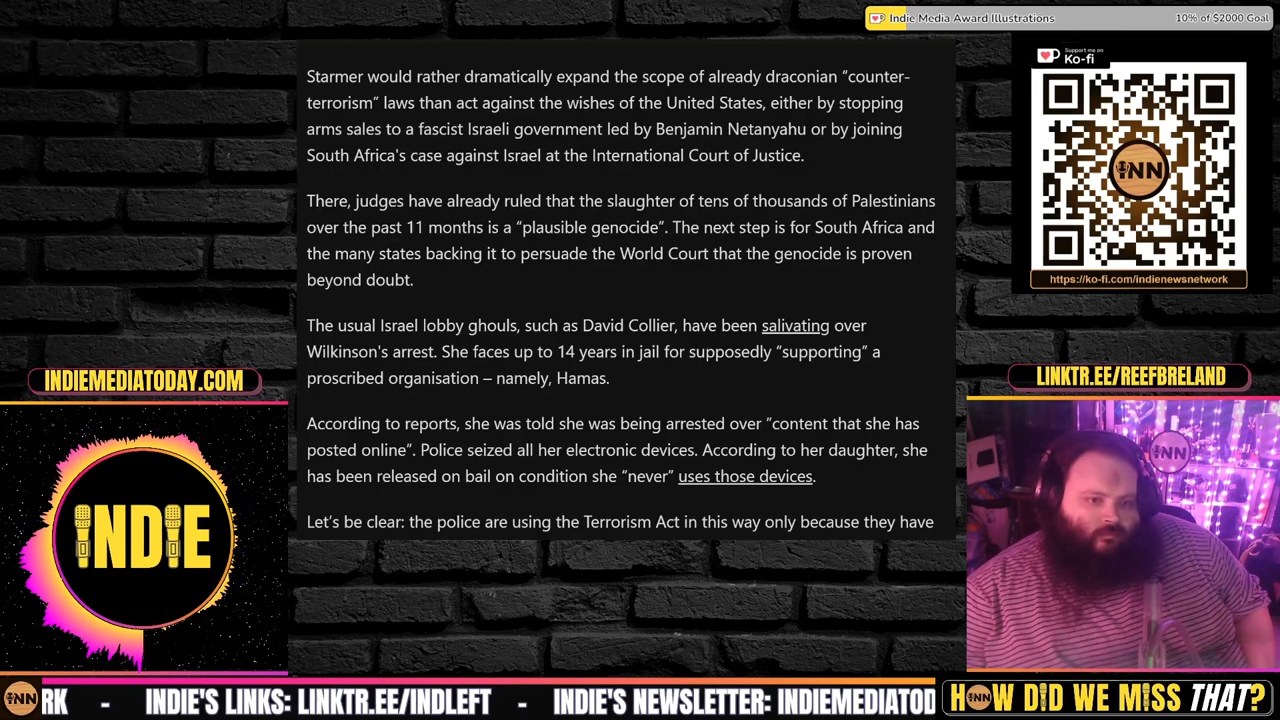 Indie Media Award Illustrations
10% of $2000 Goal
Starmer would rather dramatically expand the scope of already draconian “counter-
terrorism” laws than act against the wishes of the United States, either by stopping
arms sales to a fascist Israeli government led by Benjamin Netanyahu or by joining
South Africa's case against Israel at the International Court of Justice.
There, judges have already ruled that the slaughter of tens of thousands of Palestinians
over the past 11 months is a “plausible genocide”. The next step is for South Africa and
the many states backing it to persuade the World Court that the genocide is proven
beyond doubt.
The usual Israel lobby ghouls, such as David Collier, have been salivating over
Wilkinson's arrest. She faces up to 14 years in jail for supposedly “supporting” a
proscribed organisation – namely, Hamas.
According to reports, she was told she was being arrested over “content that she has
posted online”. Police seized all her electronic devices. According to her daughter, she
has been released on bail on condition she “never” uses those devices.
Let’s be clear: the police are using the Terrorism Act in this way only because they have
Support me on
Ko-fi
INN
https://ko-fi.com/indienewsnetwork
INDIEMEDIATODAY.COM
INDIE
LINKTR.EE/REEFBRELAND
INN
INN
RK - INDIE'S LINKS: LINKTR.EE/INDLEFT - INDIE'S NEWSLETTER: INDIEMEDIATOD
HOW DID WE MISS THAT?